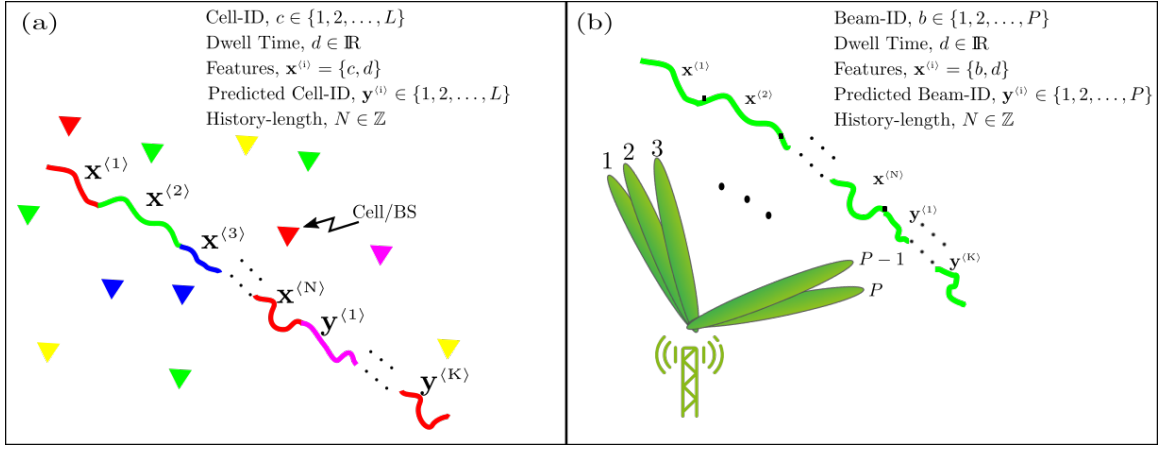 (a)
Cell-ID, c ∈ {1, 2, . . . , L}
Dwell Time, d ∈ ℝ
Features, x⟨i⟩ = {c, d}
Predicted Cell-ID, y⟨i⟩ ∈ {1, 2, . . . , L}
History-length, N ∈ ℤ
x⟨1⟩
x⟨2⟩
x⟨3⟩
Cell/BS
x⟨N⟩
y⟨1⟩
y⟨K⟩
(b)
Beam-ID, b ∈ {1, 2, . . . , P}
Dwell Time, d ∈ ℝ
Features, x⟨i⟩ = {b, d}
Predicted Beam-ID, y⟨i⟩ ∈ {1, 2, . . . , P}
History-length, N ∈ ℤ
x⟨1⟩
x⟨2⟩
1 2 3
x⟨N⟩
y⟨1⟩
y⟨K⟩
P − 1
P